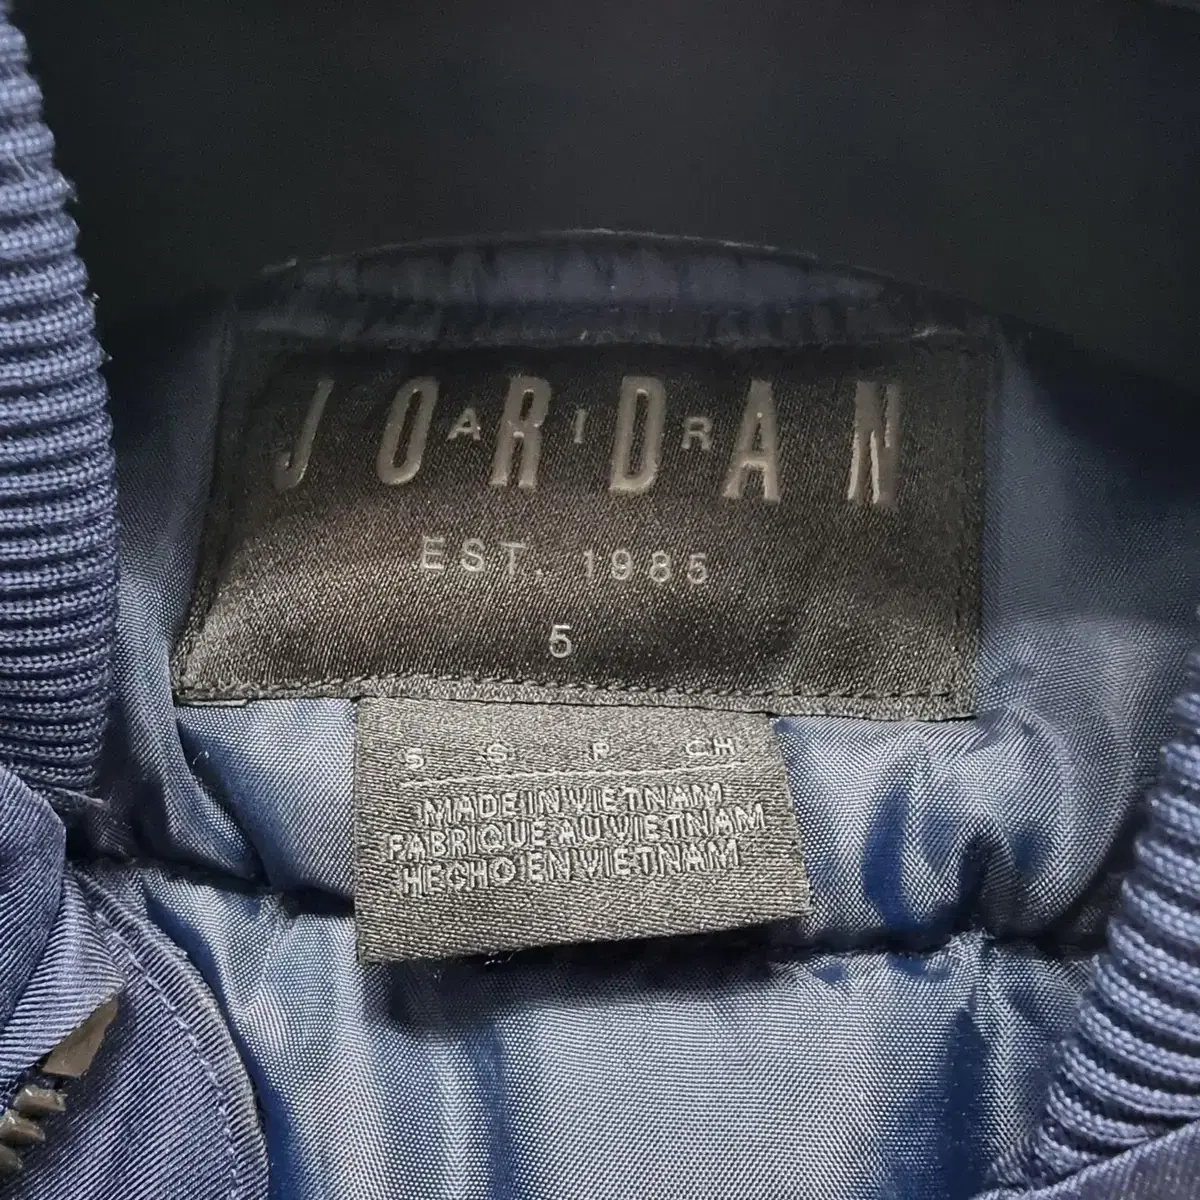 JORDAN
AIR
EST. 1985
5
S S P CH
MADE IN VIETNAM
FABRIQUE AU VIETNAM
HECHO EN VIETNAM